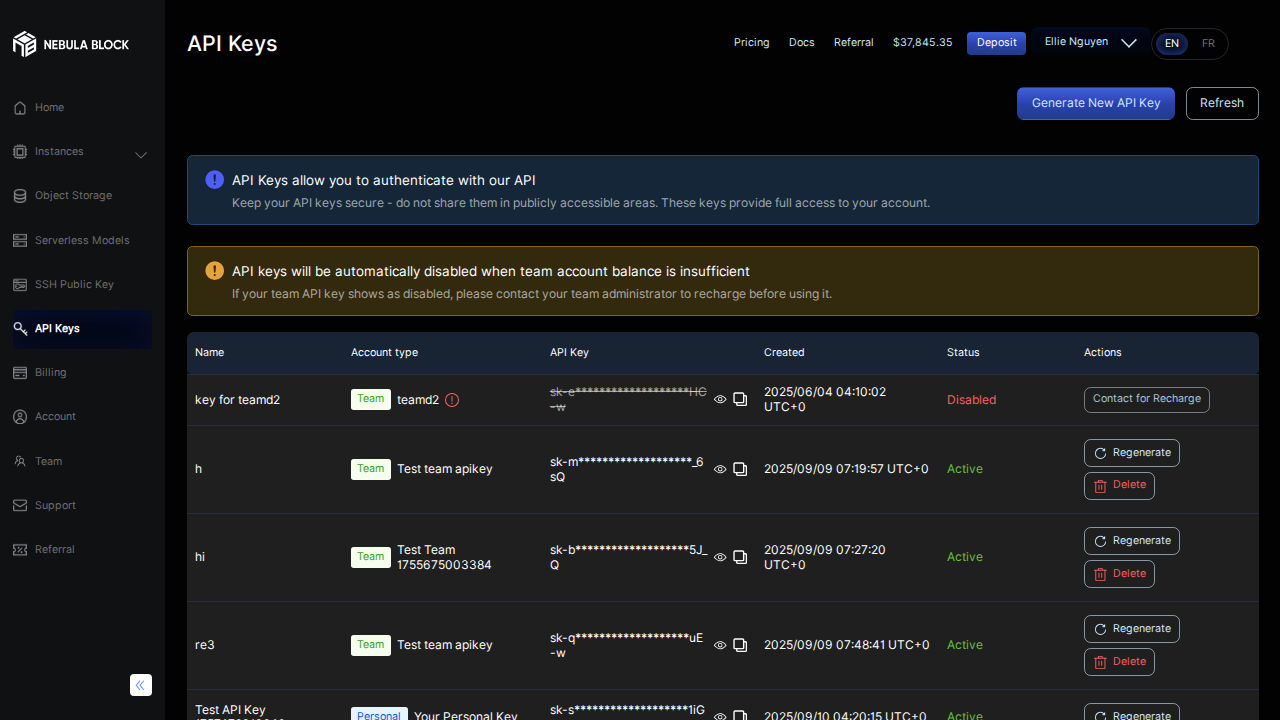 NEBULA BLOCK
API Keys
Pricing
Docs
Referral
$37,845.35
Deposit
Ellie Nguyen
EN
FR
Home
Instances
Object Storage
Serverless Models
SSH Public Key
API Keys
Billing
Account
Team
Support
Referral
Generate New API Key
Refresh
API Keys allow you to authenticate with our API
Keep your API keys secure - do not share them in publicly accessible areas. These keys provide full access to your account.
API keys will be automatically disabled when team account balance is insufficient
If your team API key shows as disabled, please contact your team administrator to recharge before using it.
Name
Account type
API Key
Created
Status
Actions
key for teamd2
Team
teamd2
sk-e*******************HC
-w
2025/06/04 04:10:02
UTC+0
Disabled
Contact for Recharge
h
Team
Test team apikey
sk-m*******************_6
sQ
2025/09/09 07:19:57 UTC+0
Active
Regenerate
Delete
hi
Team
Test Team
1755675003384
sk-b*******************5J_
Q
2025/09/09 07:27:20
UTC+0
Active
Regenerate
Delete
re3
Team
Test team apikey
sk-q*******************uE
-w
2025/09/09 07:48:41 UTC+0
Active
Regenerate
Delete
Test API Key
Personal
Your Personal Key
sk-s*******************1iG
2025/09/10 04:20:15 UTC+0
Active
Regenerate